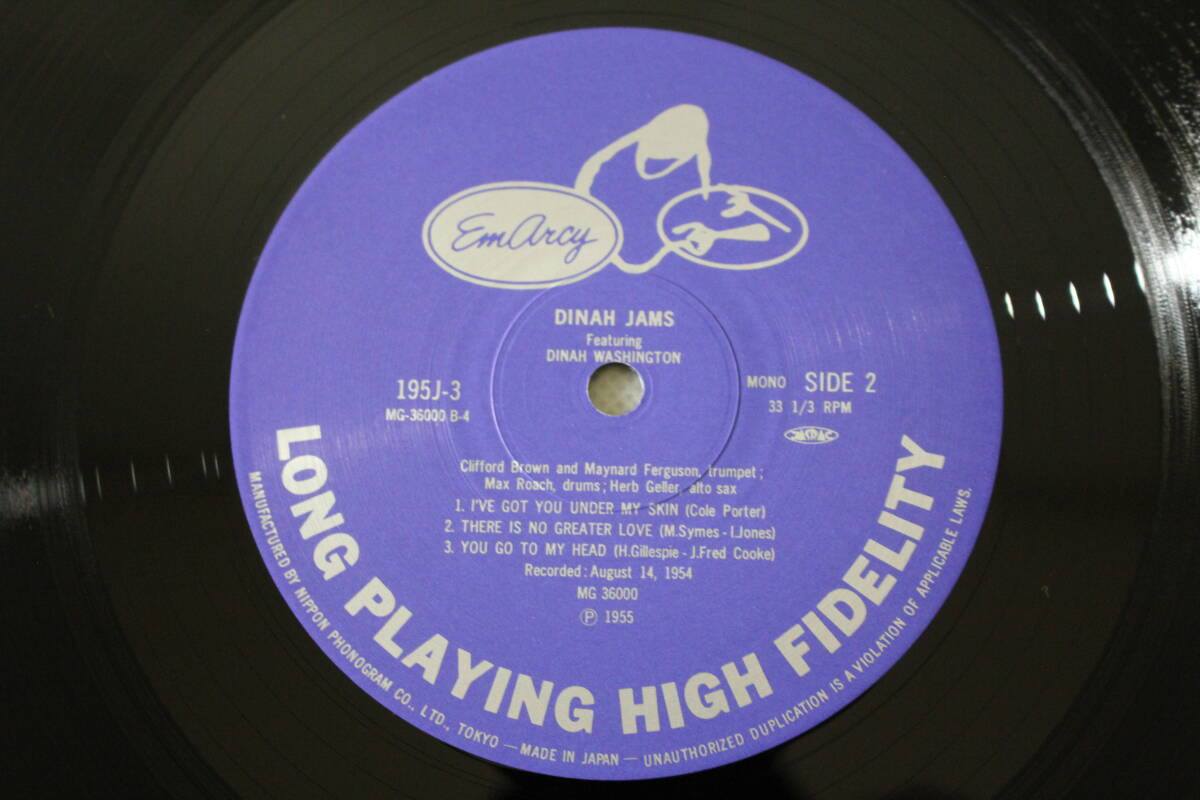 EmArcy
DINAH JAMS
Featuring
DINAH WASHINGTON
195J-3
MG-36000 B-4
MONO SIDE 2
33 1/3 RPM
JASRAC
Clifford Brown and Maynard Ferguson, trumpet;
Max Roach, drums; Herb Geller, alto sax
1. I'VE GOT YOU UNDER MY SKIN (Cole Porter)
2. THERE IS NO GREATER LOVE (M.Symes-I.Jones)
3. YOU GO TO MY HEAD (H.Gillespie-J.Fred Cooke)
Recorded: August 14, 1954
MG 36000
Ⓟ 1955
LONG PLAYING HIGH FIDELITY
MANUFACTURED BY NIPPON PHONOGRAM CO., LTD., TOKYO — MADE IN JAPAN — UNAUTHORIZED DUPLICATION IS A VIOLATION OF APPLICABLE LAWS.